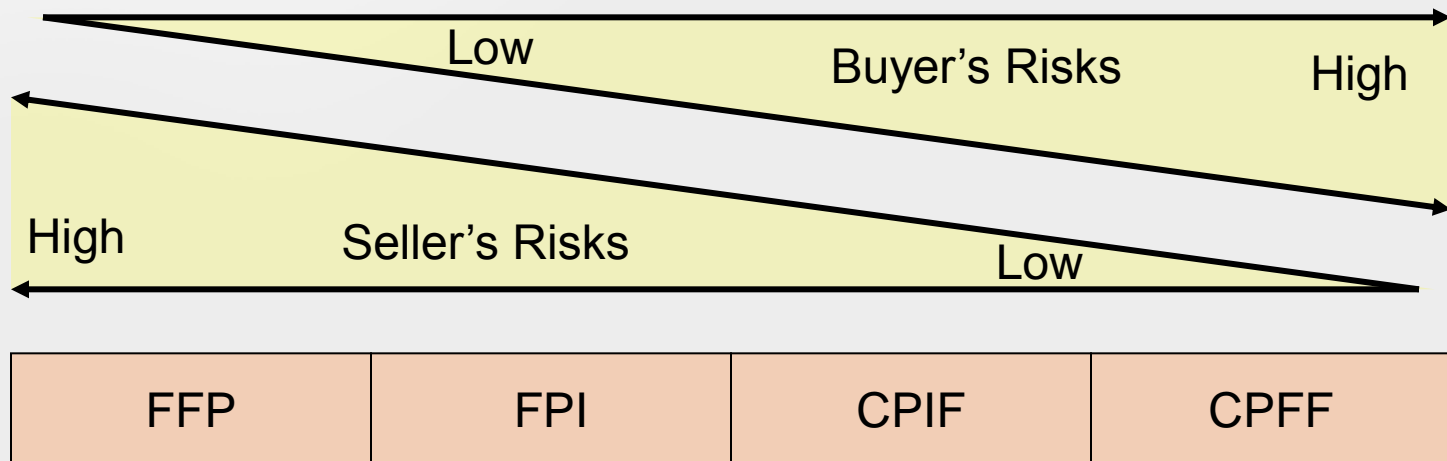 Low
Buyer’s Risks
High
High
Seller’s Risks
Low
FFP
FPI
CPIF
CPFF